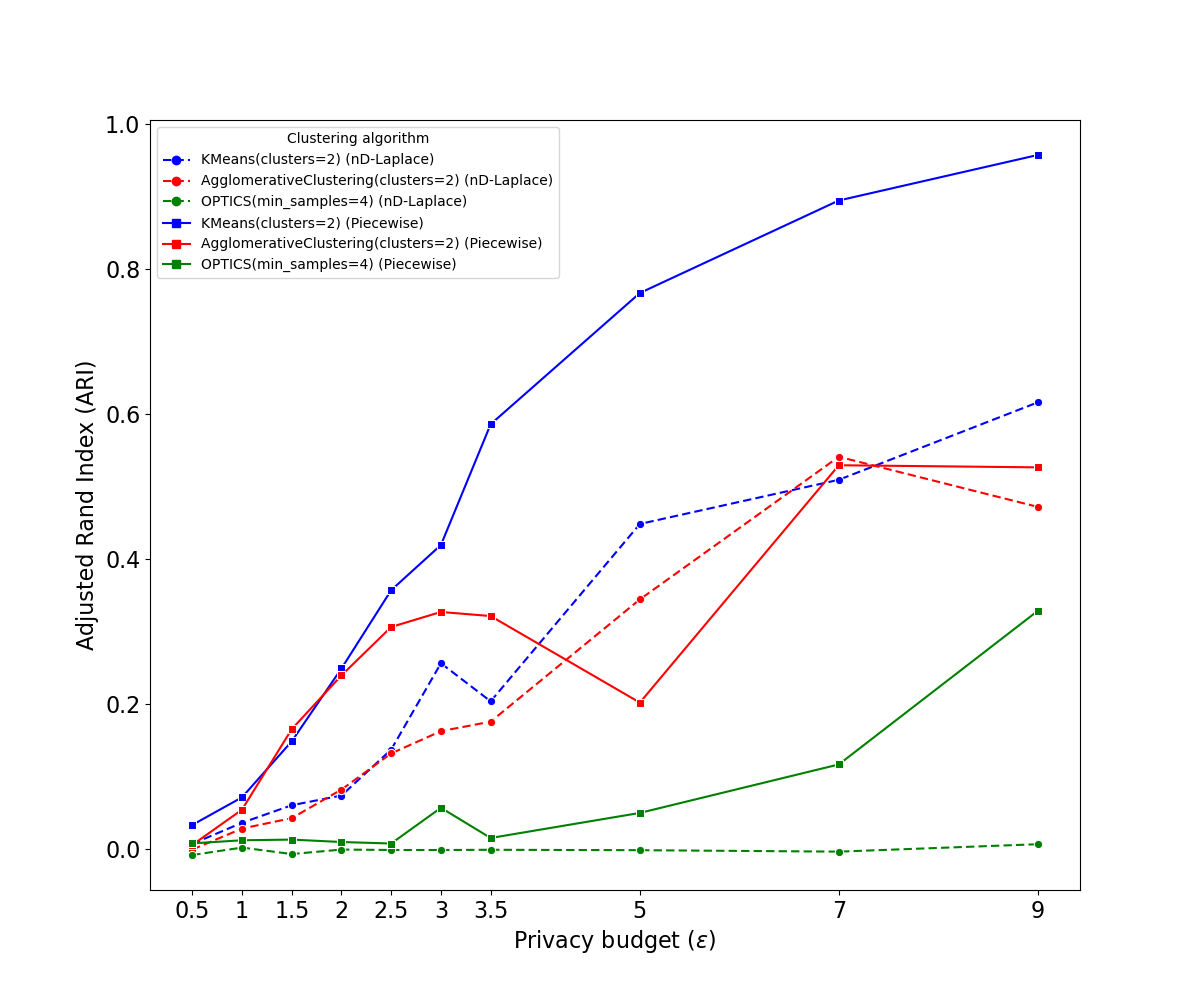 1.0
0.8
0.6
0.4
0.2
0.0
Adjusted Rand Index (ARI)
Clustering algorithm
KMeans(clusters=2) (nD-Laplace)
AgglomerativeClustering(clusters=2) (nD-Laplace)
OPTICS(min_samples=4) (nD-Laplace)
KMeans(clusters=2) (Piecewise)
AgglomerativeClustering(clusters=2) (Piecewise)
OPTICS(min_samples=4) (Piecewise)
0.5 1 1.5 2 2.5 3 3.5 5 7 9
Privacy budget (ε)